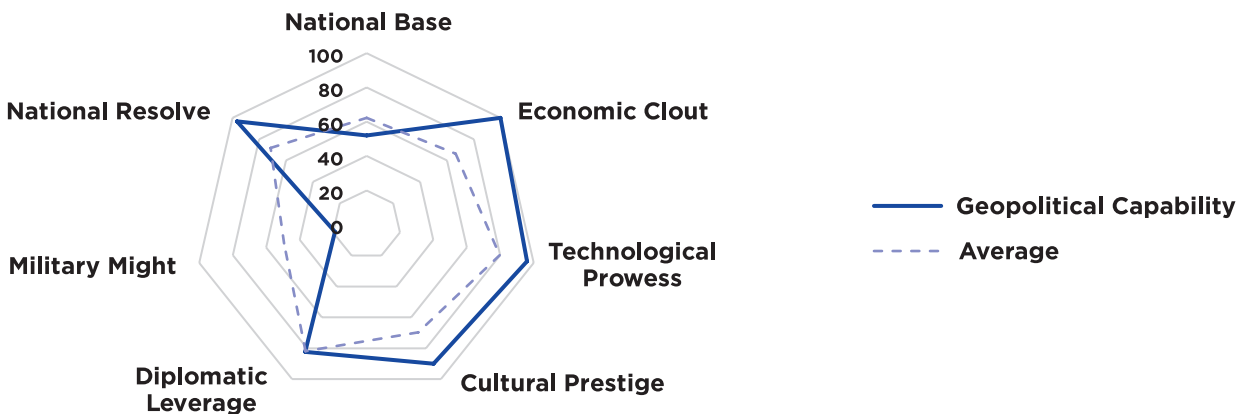 National Base
100
80
60
40
20
0
National Resolve
Economic Clout
Military Might
Technological
Prowess
Diplomatic
Leverage
Cultural Prestige
Geopolitical Capability
Average